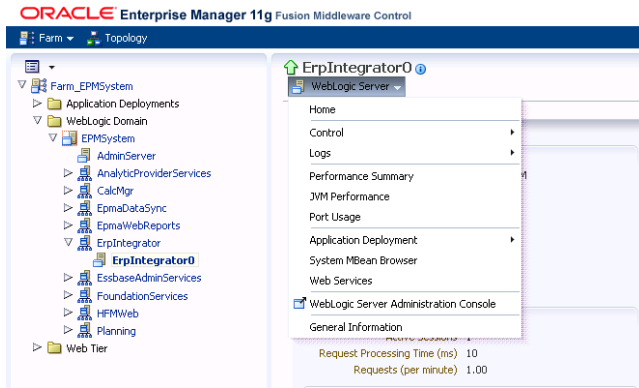 ORACLE Enterprise Manager 11g Fusion Middleware Control
Farm Topology
Farm_EPMSystem
Application Deployments
WebLogic Domain
EPMSystem
AdminServer
AnalyticProviderServices
CalcMgr
EpmaDataSync
EpmaWebReports
ErpIntegrator
ErpIntegrator0
EssbaseAdminServices
FoundationServices
HFMWeb
Planning
Web Tier
ErpIntegrator0
WebLogic Server
Home
Control
Logs
Performance Summary
JVM Performance
Port Usage
Application Deployment
System MBean Browser
Web Services
WebLogic Server Administration Console
General Information
Active Sessions 1
Request Processing Time (ms) 10
Requests (per minute) 1.00